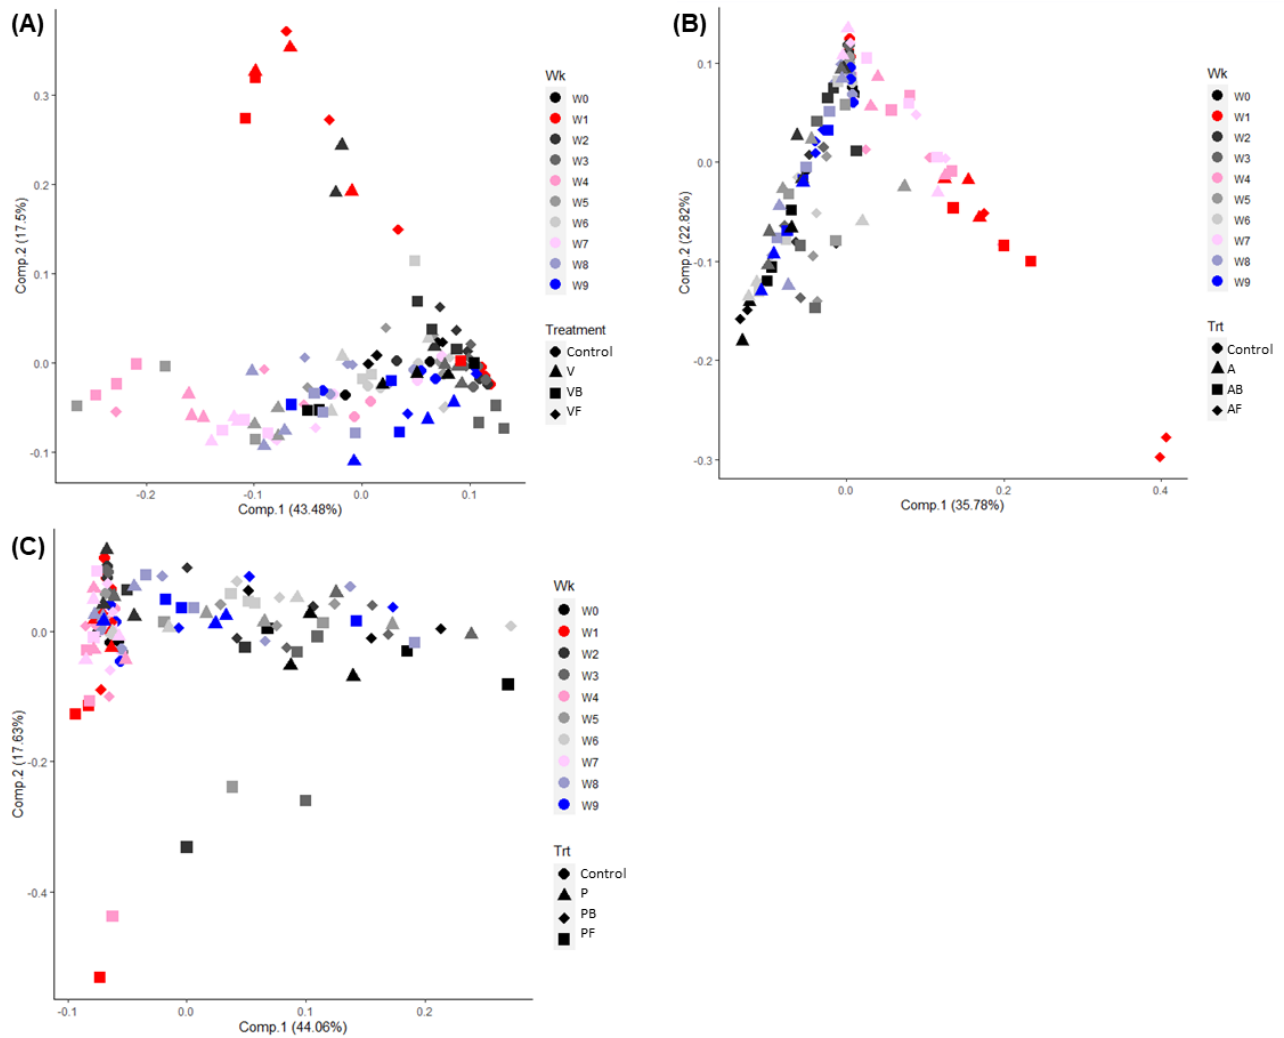 (A)
0.3
0.2
0.1
0.0
-0.1
Comp.2 (17.5%)
-0.2
-0.1
0.0
0.1
Comp.1 (43.48%)
Wk
W0
W1
W2
W3
W4
W5
W6
W7
W8
W9
Treatment
Control
V
VB
VF
(B)
0.1
0.0
-0.1
-0.2
-0.3
Comp.2 (22.82%)
0.0
0.2
0.4
Comp.1 (35.78%)
Wk
W0
W1
W2
W3
W4
W5
W6
W7
W8
W9
Trt
Control
A
AB
AF
(C)
0.0
-0.2
-0.4
Comp.2 (17.63%)
-0.1
0.0
0.1
0.2
Comp.1 (44.06%)
Wk
W0
W1
W2
W3
W4
W5
W6
W7
W8
W9
Trt
Control
P
PB
PF